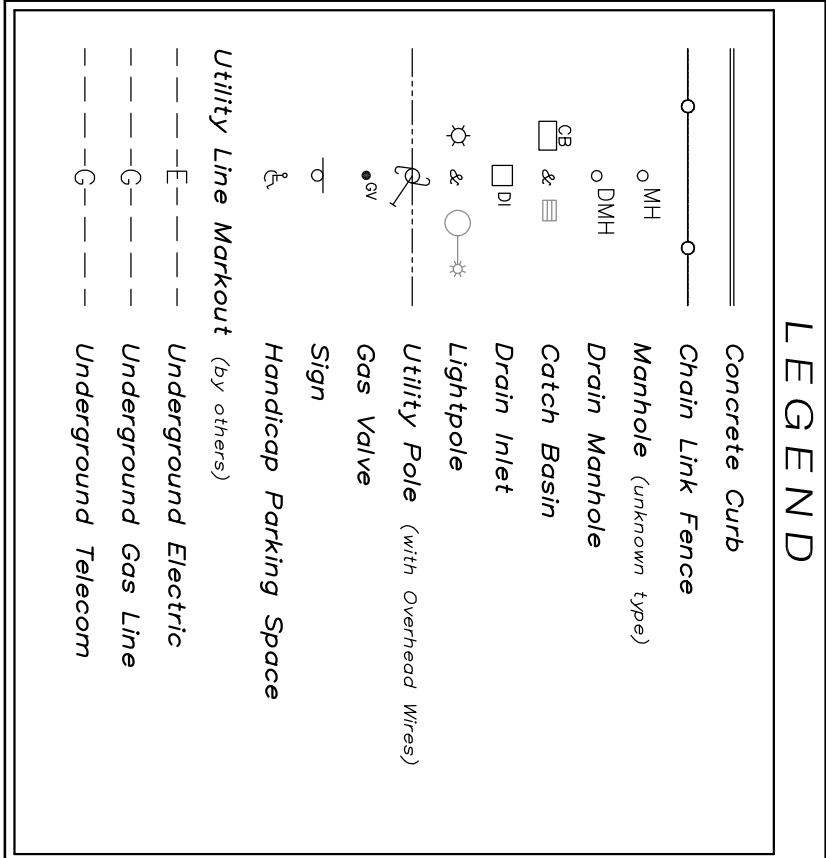 LEGEND
Concrete Curb
Chain Link Fence
MH Manhole (unknown type)
DMH Drain Manhole
CB & Catch Basin
DI Drain Inlet
& Lightpole
Utility Pole (with Overhead Wires)
GV Gas Valve
Sign
Handicap Parking Space
Utility Line Markout (by others)
E Underground Electric
G Underground Gas Line
G Underground Telecom